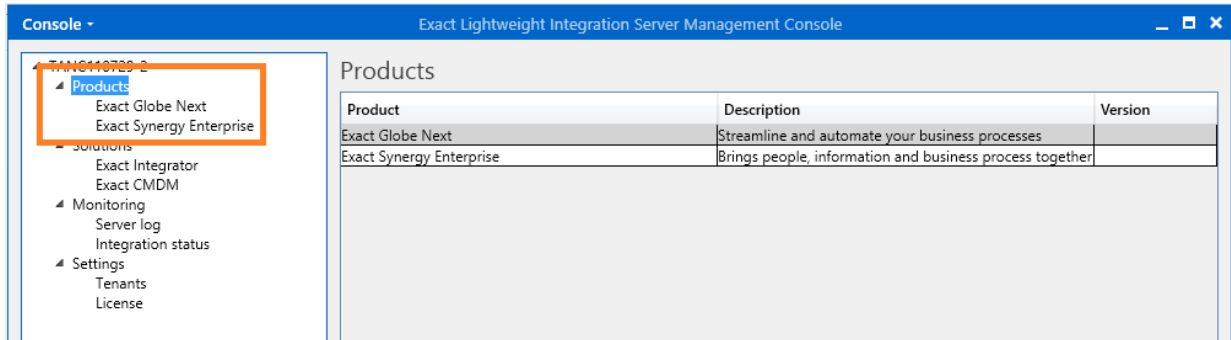 Console
Exact Lightweight Integration Server Management Console
Products
Exact Globe Next
Exact Synergy Enterprise
Solutions
Exact Integrator
Exact CMDM
Monitoring
Server log
Integration status
Settings
Tenants
License
Products
Product Description Version
Exact Globe Next Streamline and automate your business processes
Exact Synergy Enterprise Brings people, information and business process together